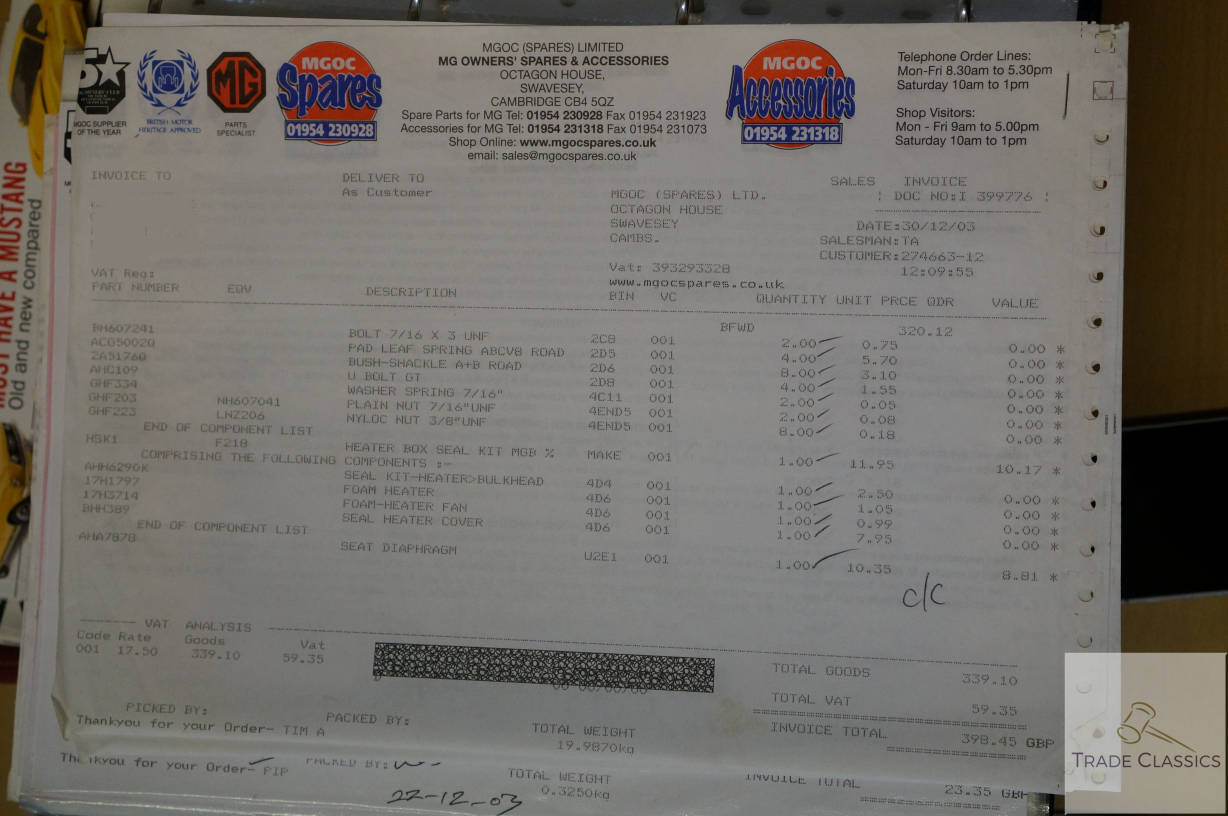 MUST HAVE A MUSTANG
Old and new compared
MGOC SUPPLIER
OF THE YEAR
BRITISH MOTOR
HERITAGE APPROVED
MG
PARTS
SPECIALIST
MGOC
Spares
01954 230928
MGOC (SPARES) LIMITED
MG OWNERS' SPARES & ACCESSORIES
OCTAGON HOUSE,
SWAVESEY,
CAMBRIDGE CB4 5QZ
Spare Parts for MG Tel: 01954 230928 Fax 01954 231923
Accessories for MG Tel: 01954 231318 Fax 01954 231073
Shop Online: www.mgocspares.co.uk
email: sales@mgocspares.co.uk
MGOC
Accessories
01954 231318
Telephone Order Lines:
Mon-Fri 8.30am to 5.30pm
Saturday 10am to 1pm
Shop Visitors:
Mon - Fri 9am to 5.00pm
Saturday 10am to 1pm
INVOICE TO DELIVER TO SALES INVOICE
As Customer MGOC (SPARES) LTD. DOC NO:I 399776
OCTAGON HOUSE
SWAVESEY DATE:30/12/03
CAMBS. SALESMAN:TA
CUSTOMER:274663-12
VAT Reg: Vat: 393293328 12:09:55
www.mgocspares.co.uk
PART NUMBER EDV DESCRIPTION BIN VC QUANTITY UNIT PRCE QDR VALUE
BFWD 320.12
BH607241 BOLT 7/16 X 3 UNF 2C8 001 2.00 0.75 0.00 *
ACG50020 PAD LEAF SPRING ABCV8 ROAD 2D5 001 4.00 5.70 0.00 *
2A51760 BUSH-SHACKLE A+B ROAD 2D6 001 8.00 3.10 0.00 *
AHC109 U BOLT GT 2D8 001 4.00 1.55 0.00 *
GHF334 WASHER SPRING 7/16" 4C11 001 2.00 0.05 0.00 *
GHF203 NH607041 PLAIN NUT 7/16"UNF 4END5 001 2.00 0.08 0.00 *
GHF223 LNZ206 NYLOC NUT 3/8"UNF 4END5 001 8.00 0.18 0.00 *
END OF COMPONENT LIST
HSK1 F218 HEATER BOX SEAL KIT MGB % MAKE 001 1.00 11.95 10.17 *
COMPRISING THE FOLLOWING COMPONENTS :-
AHH6290K SEAL KIT-HEATER>BULKHEAD 4D4 001 1.00 2.50 0.00 *
17H1797 FOAM HEATER 4D6 001 1.00 1.05 0.00 *
17H3714 FOAM-HEATER FAN 4D6 001 1.00 0.99 0.00 *
BHH389 SEAL HEATER COVER 4D6 001 1.00 7.95 0.00 *
END OF COMPONENT LIST
AHA7878 SEAT DIAPHRAGM U2E1 001 1.00 10.35 8.81 *
c/c
VAT ANALYSIS
Code Rate Goods Vat
001 17.50 339.10 59.35
TOTAL GOODS 339.10
TOTAL VAT 59.35
PICKED BY: PACKED BY: TOTAL WEIGHT INVOICE TOTAL 398.45 GBP
Thankyou for your Order- TIM A 19.9870kg
Thankyou for your Order- PIP PACKED BY: TOTAL WEIGHT INVOICE TOTAL 23.35 GBP
0.3250kg
22-12-03
TRADE CLASSICS